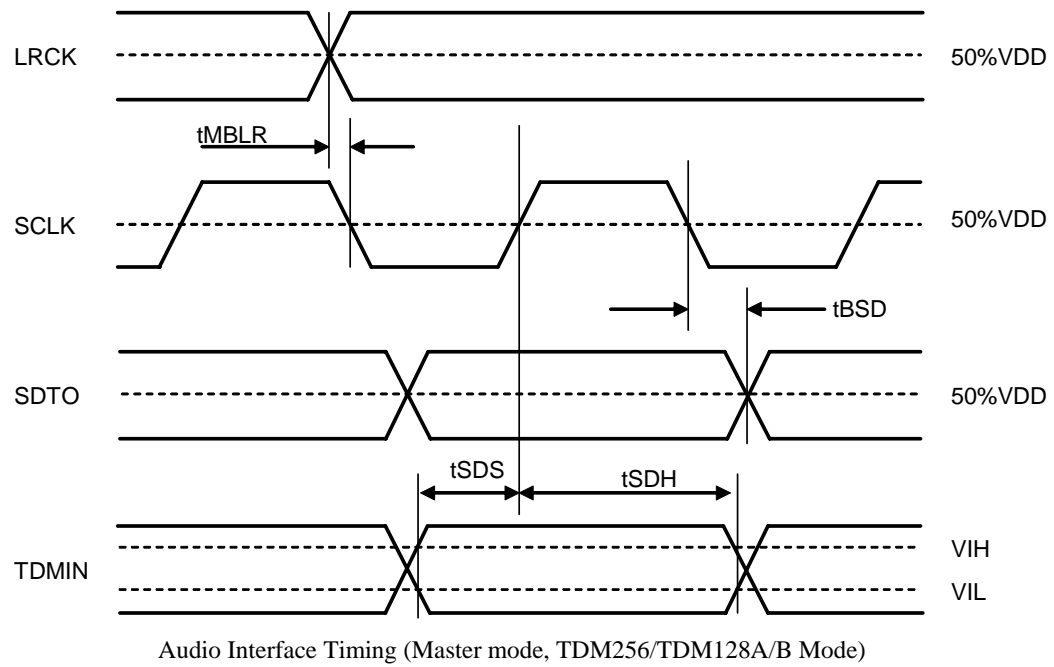 LRCK
50%VDD
tMBLR
SCLK
50%VDD
tBSD
SDTO
50%VDD
tSDS
tSDH
VIH
TDMIN
VIL
Audio Interface Timing (Master mode, TDM256/TDM128A/B Mode)